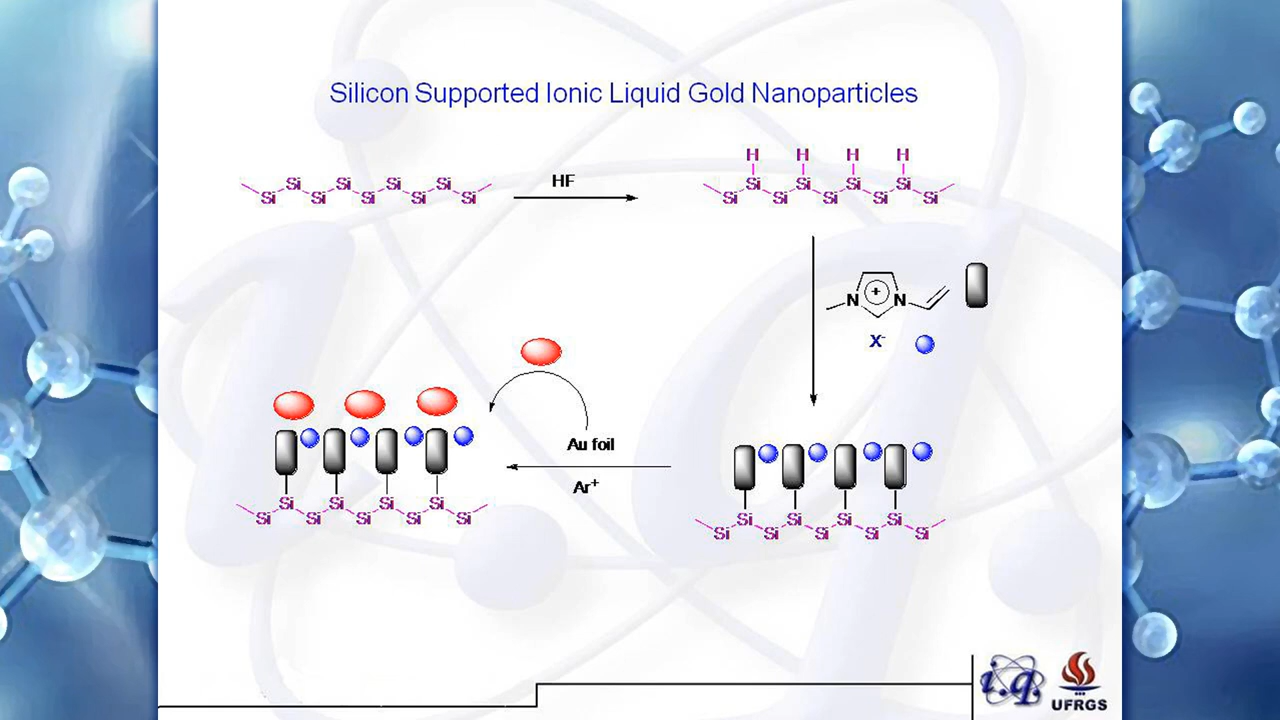 Silicon Supported Ionic Liquid Gold Nanoparticles
H H H H
Si Si Si Si Si Si Si Si Si
HF
Si Si Si Si Si Si Si Si Si
N + N
X-
Au foil
Ar+
Si Si Si Si Si Si Si Si Si
Si Si Si Si Si Si Si Si Si
i.q.
UFRGS